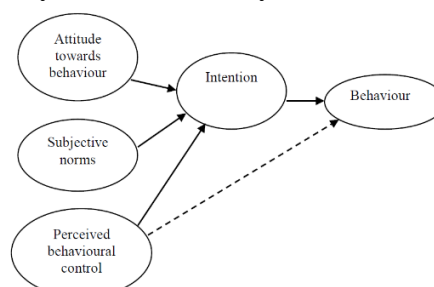 Attitude
towards
behaviour
Intention
Behaviour
Subjective
norms
Perceived
behavioural
control